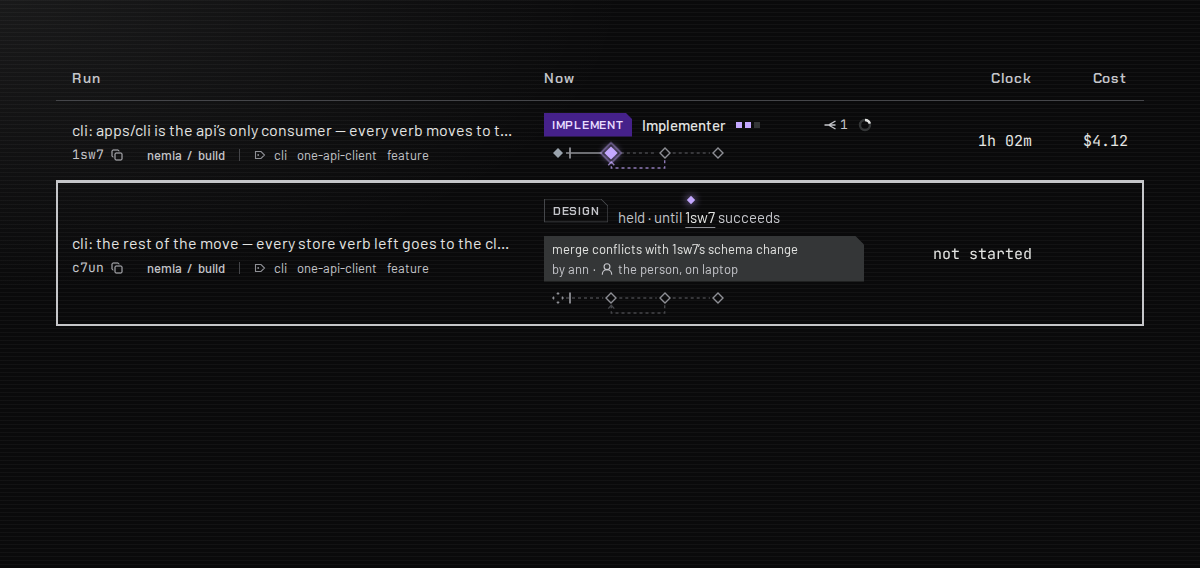 Run Now Clock Cost
cli: apps/cli is the api's only consumer — every verb moves to t…
IMPLEMENT Implementer 1
1h 02m $4.12
1sw7 nemla / build cli one-api-client feature
DESIGN held · until 1sw7 succeeds
cli: the rest of the move — every store verb left goes to the cl…
merge conflicts with 1sw7's schema change
not started
c7un nemla / build cli one-api-client feature
by ann · the person, on laptop